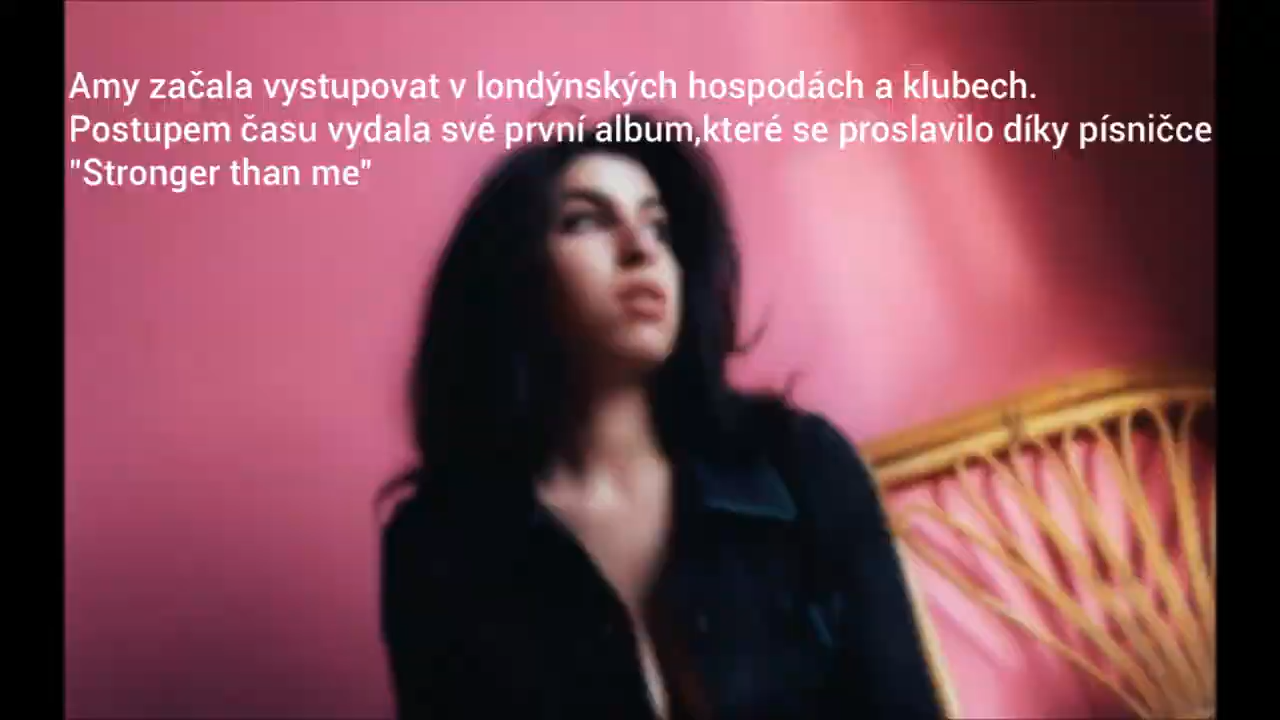 Amy začala vystupovat v londýnských hospodách a klubech.
Postupem času vydala své první album,které se proslavilo díky písničce
"Stronger than me"